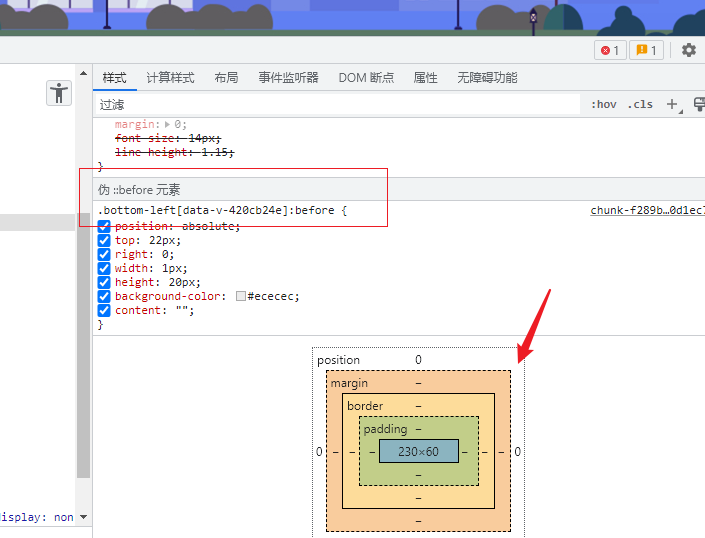 1 1
样式 计算样式 布局 事件监听器 DOM 断点 属性 无障碍功能
过滤 :hov .cls
margin: 0;
font-size: 14px;
line-height: 1.15;
}
伪 ::before 元素
.bottom-left[data-v-420cb24e]:before { chunk-f289b…0d1ec7
position: absolute;
top: 22px;
right: 0;
width: 1px;
height: 20px;
background-color: #ececec;
content: "";
}
position 0
margin –
border –
padding –
0 – – – 230×60 – – – 0
–
–
–
display: non